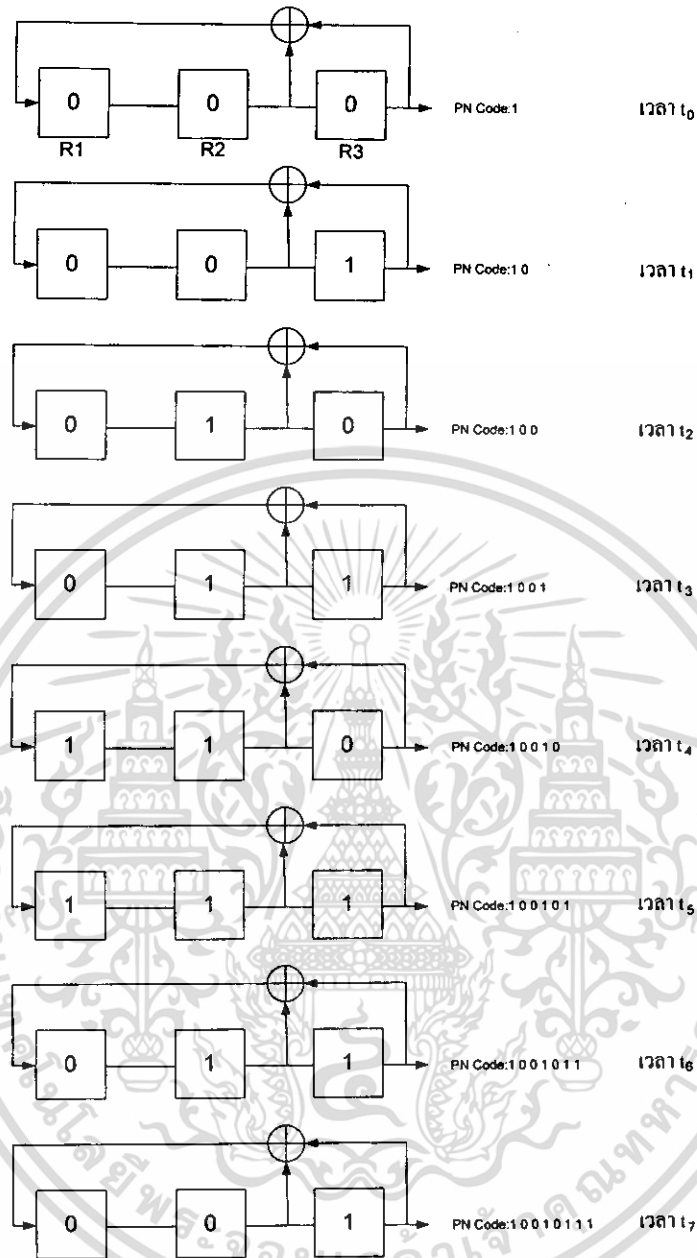 0 0 0 PN Code:1 เวลา t0
R1 R2 R3
0 0 1 PN Code:1 0 เวลา t1
0 1 0 PN Code:1 0 0 เวลา t2
0 1 1 PN Code:1 0 0 1 เวลา t3
1 1 0 PN Code:1 0 0 1 0 เวลา t4
1 1 1 PN Code:1 0 0 1 0 1 เวลา t5
0 1 1 PN Code:1 0 0 1 0 1 1 เวลา t6
0 0 1 PN Code:1 0 0 1 0 1 1 1 เวลา t7